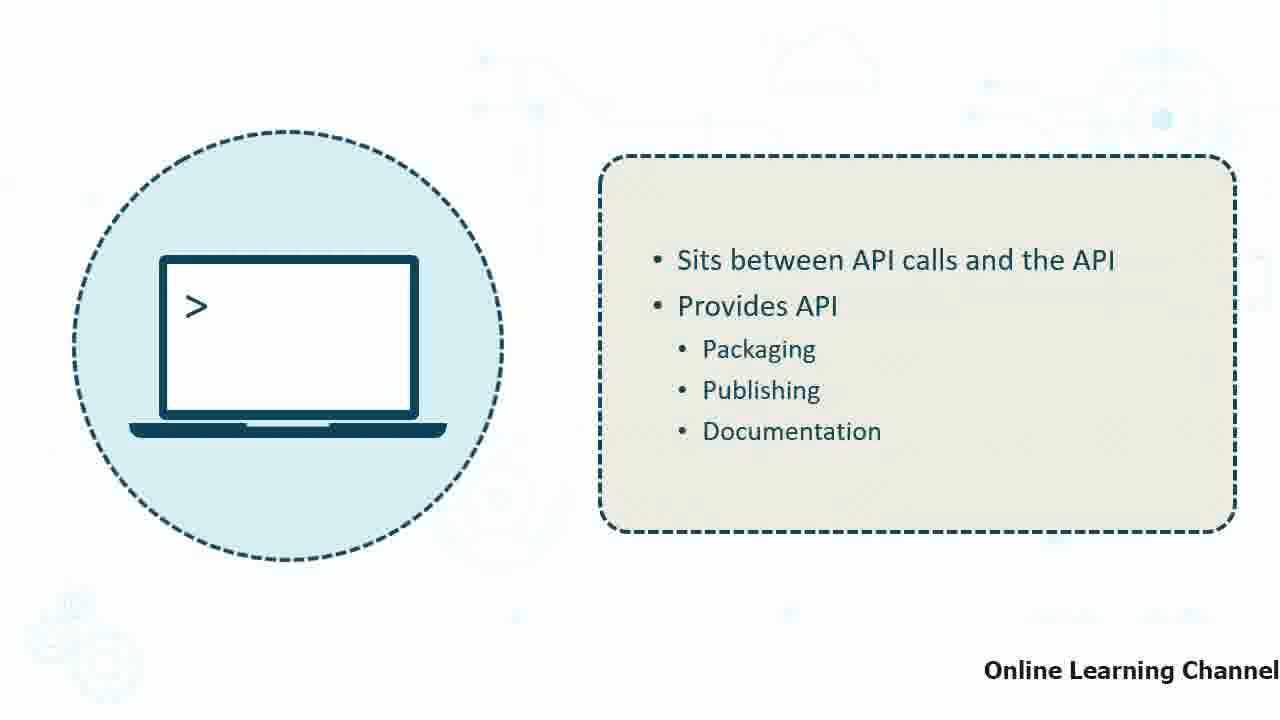 >
• Sits between API calls and the API
• Provides API
• Packaging
• Publishing
• Documentation
Online Learning Channel